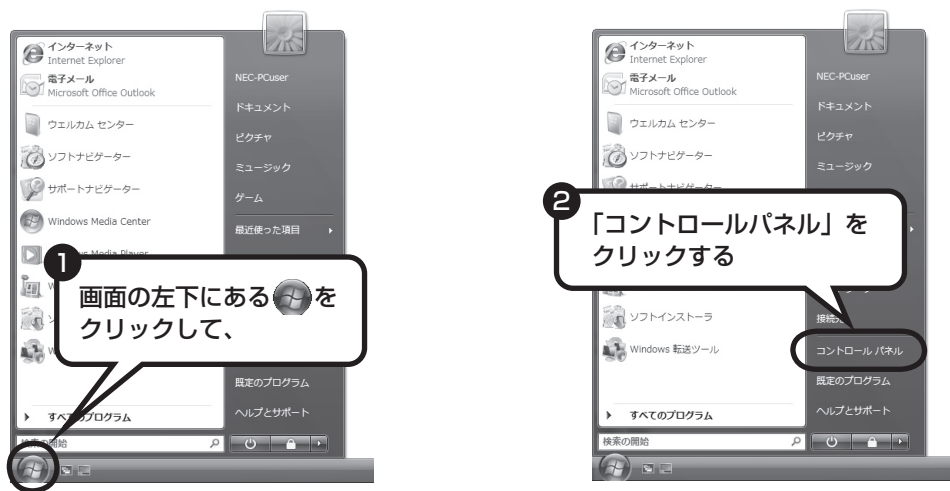 インターネット
Internet Explorer
電子メール
Microsoft Office Outlook
ウェルカム センター
ソフトナビゲーター
サポートナビゲーター
Windows Media Center
すべてのプログラム
検索の開始
NEC-PCuser
ドキュメント
ピクチャ
ミュージック
ゲーム
最近使った項目
既定のプログラム
ヘルプとサポート
1
画面の左下にある を
クリックして、
インターネット
Internet Explorer
電子メール
Microsoft Office Outlook
ウェルカム センター
ソフトナビゲーター
サポートナビゲーター
ソフトインストーラ
Windows 転送ツール
すべてのプログラム
検索の開始
NEC-PCuser
ドキュメント
ピクチャ
ミュージック
コントロール パネル
既定のプログラム
ヘルプとサポート
2
「コントロールパネル」を
クリックする